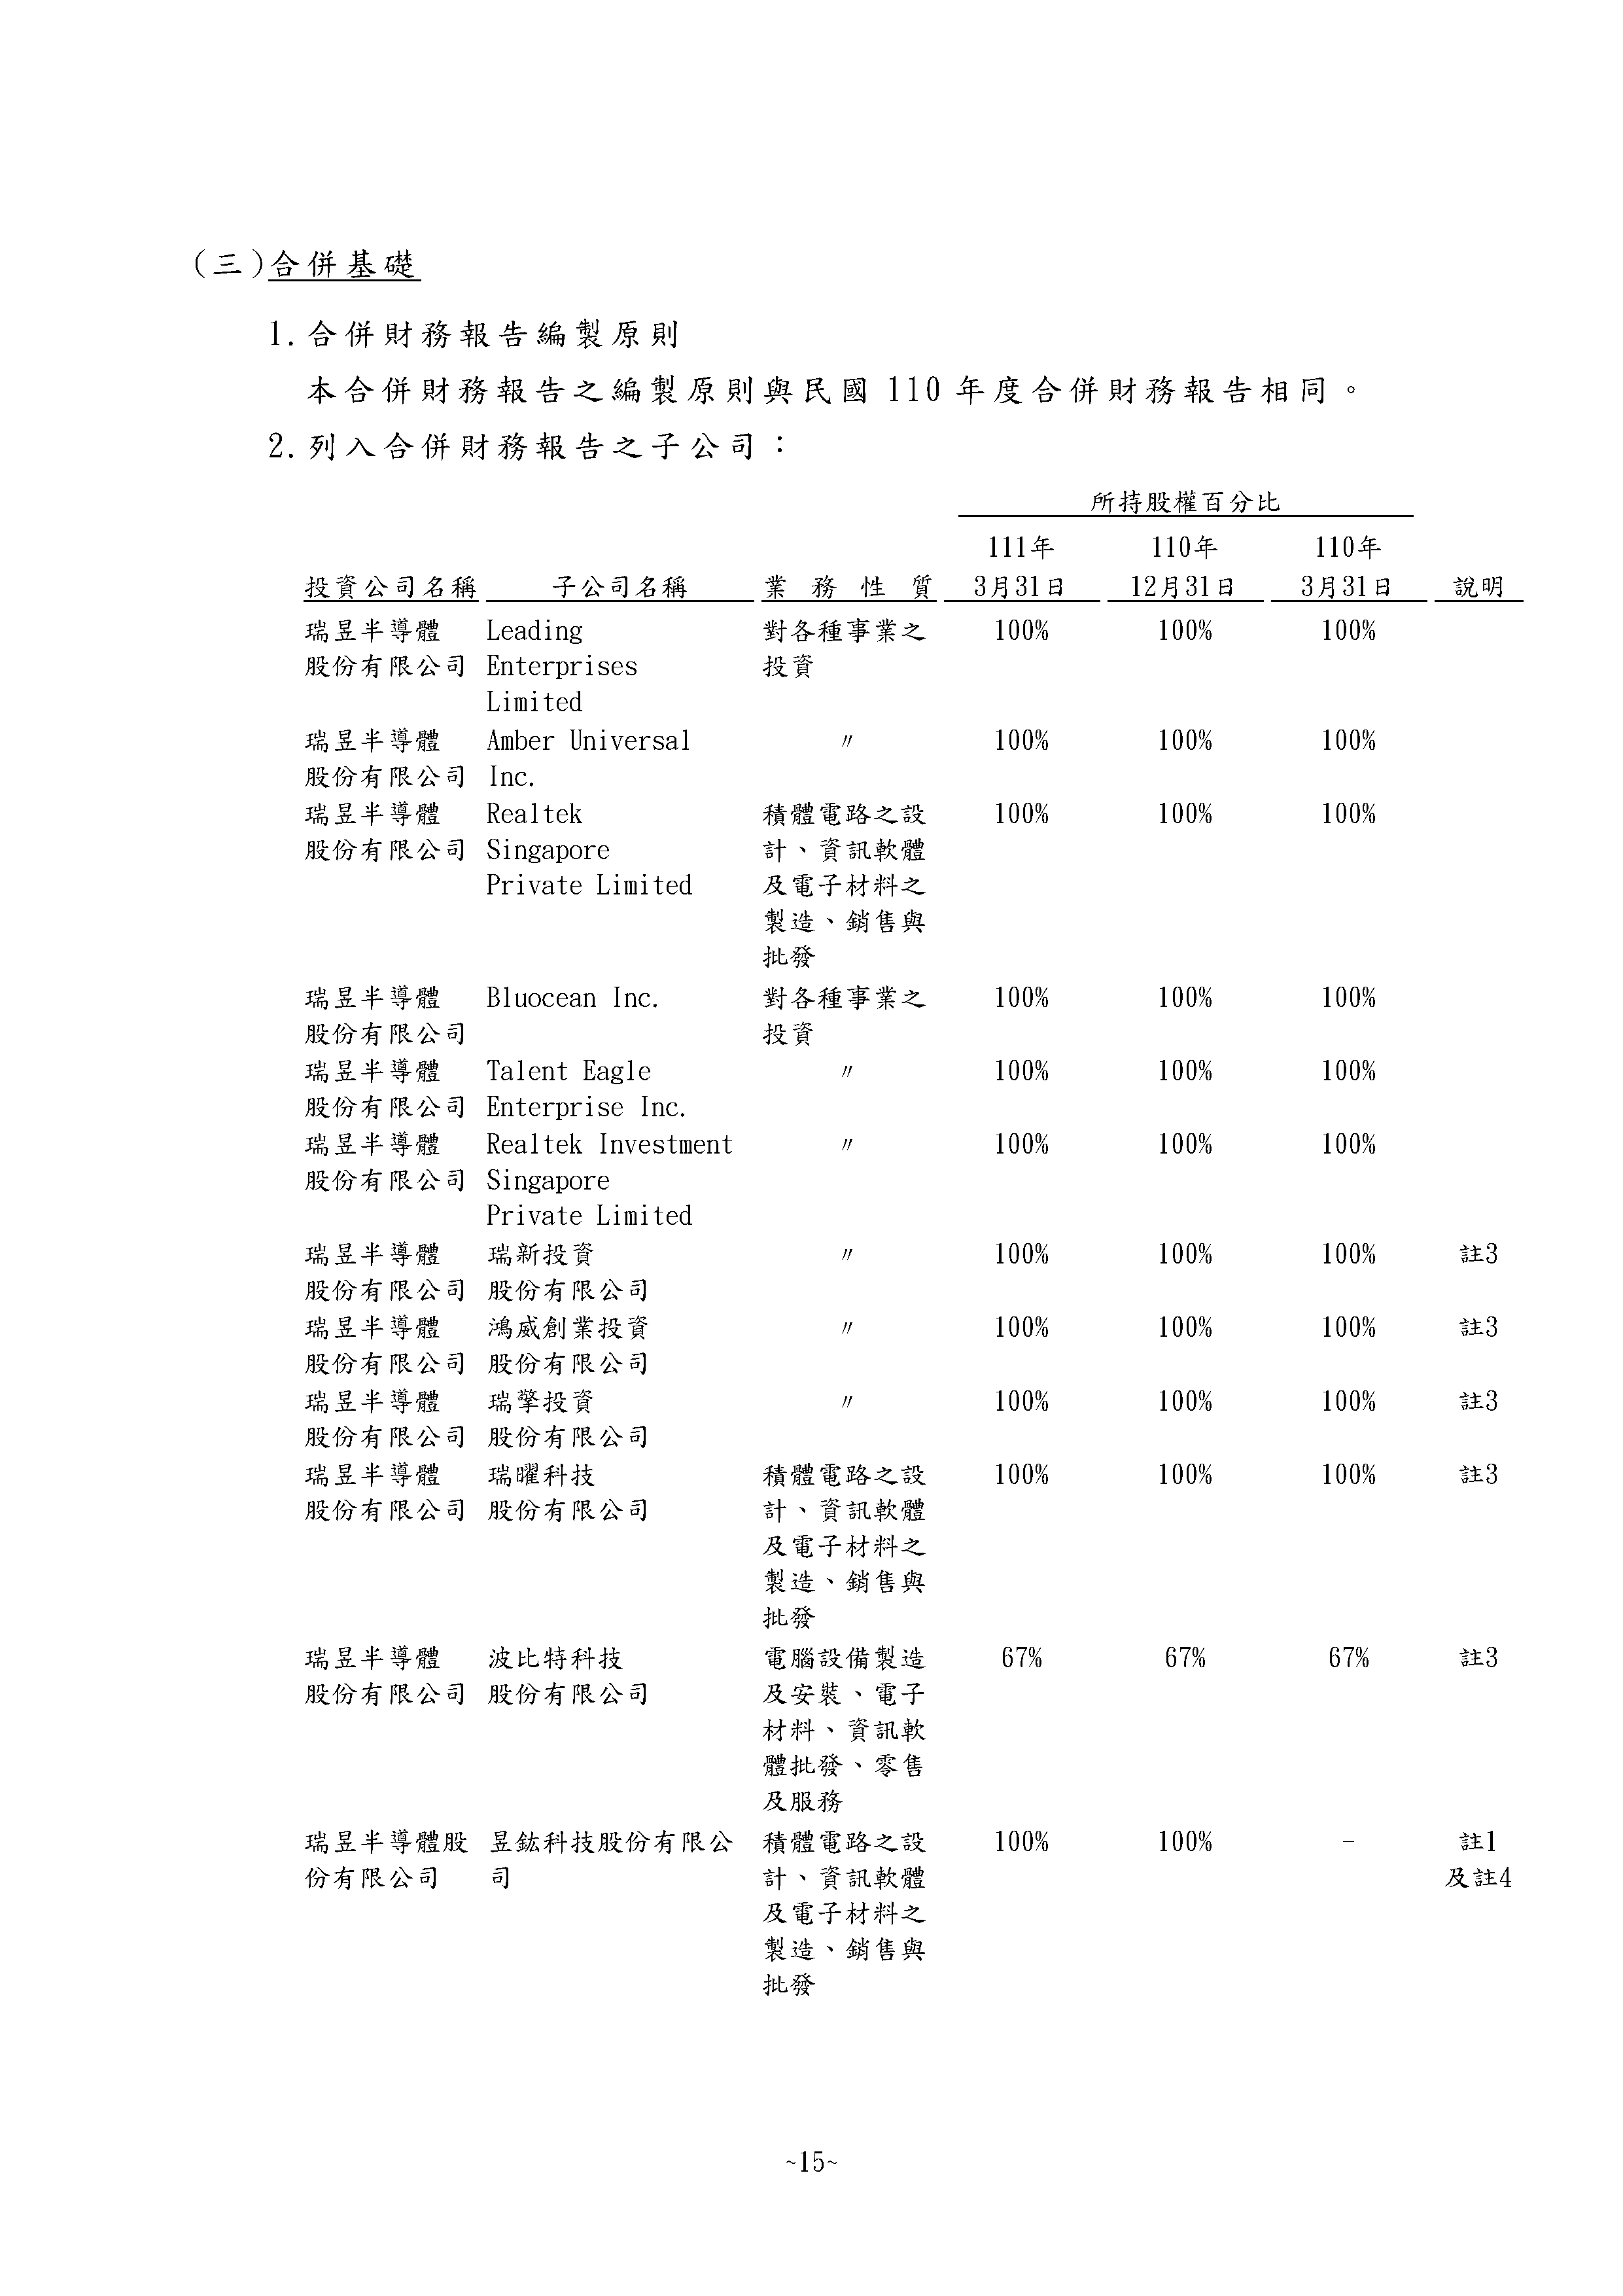 (三)合併基礎
1.合併財務報告編製原則
本合併財務報告之編製原則與民國 110 年度合併財務報告相同。
2.列入合併財務報告之子公司：
所持股權百分比
111年 110年 110年
投資公司名稱 子公司名稱 業務性質 3月31日 12月31日 3月31日 說明
瑞昱半導體 Leading 對各種事業之 100% 100% 100%
股份有限公司 Enterprises 投資
Limited
瑞昱半導體 Amber Universal 〃 100% 100% 100%
股份有限公司 Inc.
瑞昱半導體 Realtek 積體電路之設 100% 100% 100%
股份有限公司 Singapore 計、資訊軟體
Private Limited 及電子材料之
製造、銷售與
批發
瑞昱半導體 Bluocean Inc. 對各種事業之 100% 100% 100%
股份有限公司 投資
瑞昱半導體 Talent Eagle 〃 100% 100% 100%
股份有限公司 Enterprise Inc.
瑞昱半導體 Realtek Investment 〃 100% 100% 100%
股份有限公司 Singapore
Private Limited
瑞昱半導體 瑞新投資 〃 100% 100% 100% 註3
股份有限公司 股份有限公司
瑞昱半導體 鴻威創業投資 〃 100% 100% 100% 註3
股份有限公司 股份有限公司
瑞昱半導體 瑞擎投資 〃 100% 100% 100% 註3
股份有限公司 股份有限公司
瑞昱半導體 瑞曜科技 積體電路之設 100% 100% 100% 註3
股份有限公司 股份有限公司 計、資訊軟體
及電子材料之
製造、銷售與
批發
瑞昱半導體 波比特科技 電腦設備製造 67% 67% 67% 註3
股份有限公司 股份有限公司 及安裝、電子
材料、資訊軟
體批發、零售
及服務
瑞昱半導體股 昱鈜科技股份有限公 積體電路之設 100% 100% - 註1
份有限公司 司 計、資訊軟體 及註4
及電子材料之
製造、銷售與
批發
~15~